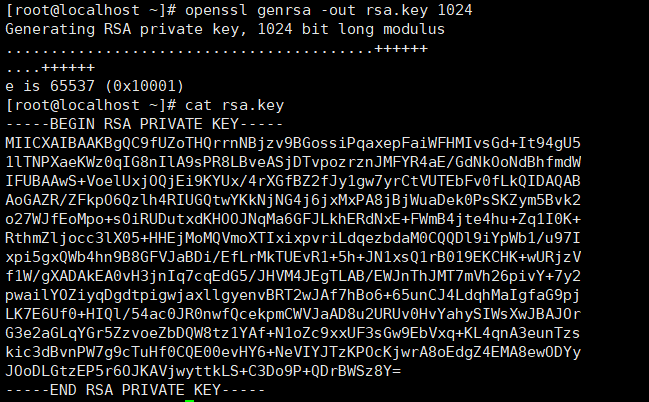 [root@localhost ~]# openssl genrsa -out rsa.key 1024
Generating RSA private key, 1024 bit long modulus
.........................................++++++
....++++++
e is 65537 (0x10001)
[root@localhost ~]# cat rsa.key
-----BEGIN RSA PRIVATE KEY-----
MIICXAIBAAKBgQC9fUZoTHQrrnNBjzv9BGossiPqaxepFaiWFHMIvsGd+It94gU5
1lTNPXaeKWz0qIG8nIlA9sPR8LBveASjDTvpozrznJMFYR4aE/GdNkOoNdBhfmdW
IFUBAAwS+VoelUxjOQjEi9KYUx/4rXGfBZ2fJy1gw7yrCtVUTEbFv0fLkQIDAQAB
AoGAZR/ZFkpO6Qzlh4RIUGQtwYKkNjNG4j6jxMxPA8jBjWuaDek0PsSKZym5Bvk2
o27WJfEoMpo+sOiRUDutxdKHOOJNqMa6GFJLkhERdNxE+FWmB4jte4hu+Zq1I0K+
RthmZljocc3lX05+HHEjMoMQVmoXTIxixpvriLdqezbdaM0CQQDl9iYpWb1/u97I
xpi5gxQWb4hn9B8GFVJaBDi/EfLrMkTUEvR1+5h+JN1xsQ1rB019EKCHK+wURjzV
f1W/gXADAkEA0vH3jnIq7cqEdG5/JHVM4JEgTLAB/EWJnThJMT7mVh26pivY+7y2
pwailYOZiyqDgdtpigwjaxllgyenvBRT2wJAf7hBo6+65unCJ4LdqhMaIgfaG9pj
LK7E6Uf0+HIQl/54ac0JR0nwfQcekpmCWVJaAD8u2URUv0HvYahySIWsXwJBAJOr
G3e2aGLqYGr5ZzvoeZbDQW8tz1YAf+N1oZc9xxUF3sGw9EbVxq+KL4qnA3eunTzs
kic3dBvnPW7g9cTuHf0CQE00evHY6+NeVIYJTzKPOcKjwrA8oEdgZ4EMA8ewODYy
JOoDLGtzEP5r6OJKAVjwyttkLS+C3Do9P+QDrBWSz8Y=
-----END RSA PRIVATE KEY-----